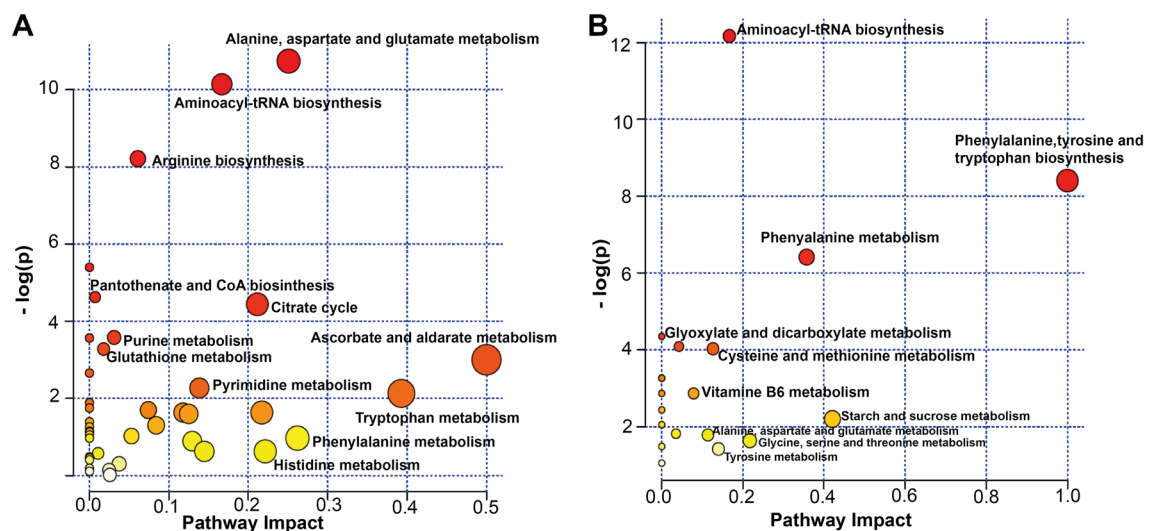 A
Alanine, aspartate and glutamate metabolism
10
Aminoacyl-tRNA biosynthesis
8
Arginine biosynthesis
6
- log(p)
Pantothenate and CoA biosinthesis
Citrate cycle
4
Purine metabolism
Ascorbate and aldarate metabolism
Glutathione metabolism
Pyrimidine metabolism
2
Tryptophan metabolism
Phenylalanine metabolism
Histidine metabolism
0.0 0.1 0.2 0.3 0.4 0.5
Pathway Impact
B
Aminoacyl-tRNA biosynthesis
12
10
Phenylalanine,tyrosine and
tryptophan biosynthesis
8
Phenyalanine metabolism
6
- log(p)
Glyoxylate and dicarboxylate metabolism
4
Cysteine and methionine metabolism
Vitamine B6 metabolism
Starch and sucrose metabolism
2
Alanine, aspartate and glutamate metabolism
Glycine, serine and threonine metabolism
Tyrosine metabolism
0.0 0.2 0.4 0.6 0.8 1.0
Pathway Impact